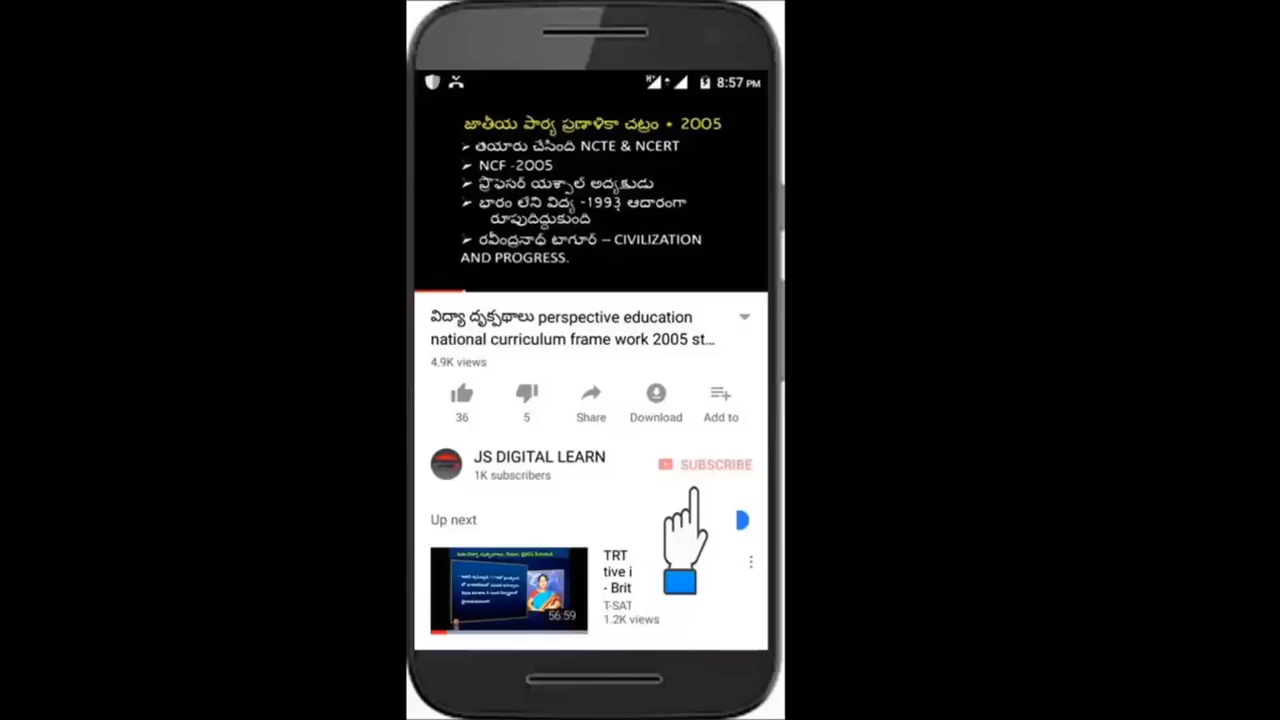 8:57 PM
జాతీయ పార్య ప్రణాళికా చట్రం • 2005
➢ తయారు చేసింది NCTE & NCERT
➢ NCF -2005
➢ ప్రొఫెసర్ యశ్పాల్ అద్యక్షుడు
➢ భారం లేని విద్య -1993 ఆదారంగా
రూపుదిద్దుకుంది
➢ రవీంద్రనాథ్ టాగూర్ – CIVILIZATION
AND PROGRESS.
విద్యా దృక్పథాలు perspective education
national curriculum frame work 2005 st...
4.9K views
36
5
Share
Download
Add to
JS DIGITAL LEARN
1K subscribers
SUBSCRIBE
Up next
56:59
TRT
tive i
- Brit
T-SAT
1.2K views